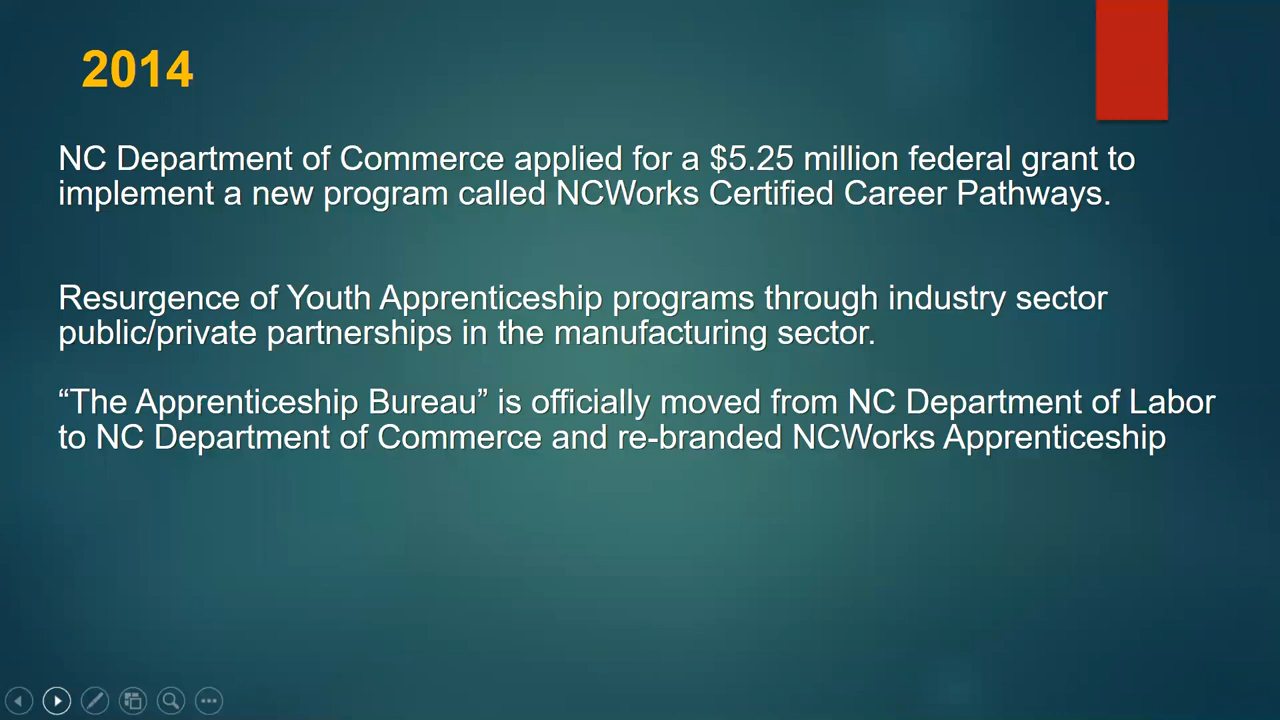 2014
NC Department of Commerce applied for a $5.25 million federal grant to
implement a new program called NCWorks Certified Career Pathways.
Resurgence of Youth Apprenticeship programs through industry sector
public/private partnerships in the manufacturing sector.
“The Apprenticeship Bureau” is officially moved from NC Department of Labor
to NC Department of Commerce and re-branded NCWorks Apprenticeship